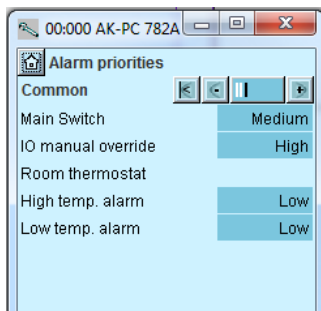 00:000 AK-PC 782A
Alarm priorities
Common
Main Switch Medium
IO manual override High
Room thermostat
High temp. alarm Low
Low temp. alarm Low